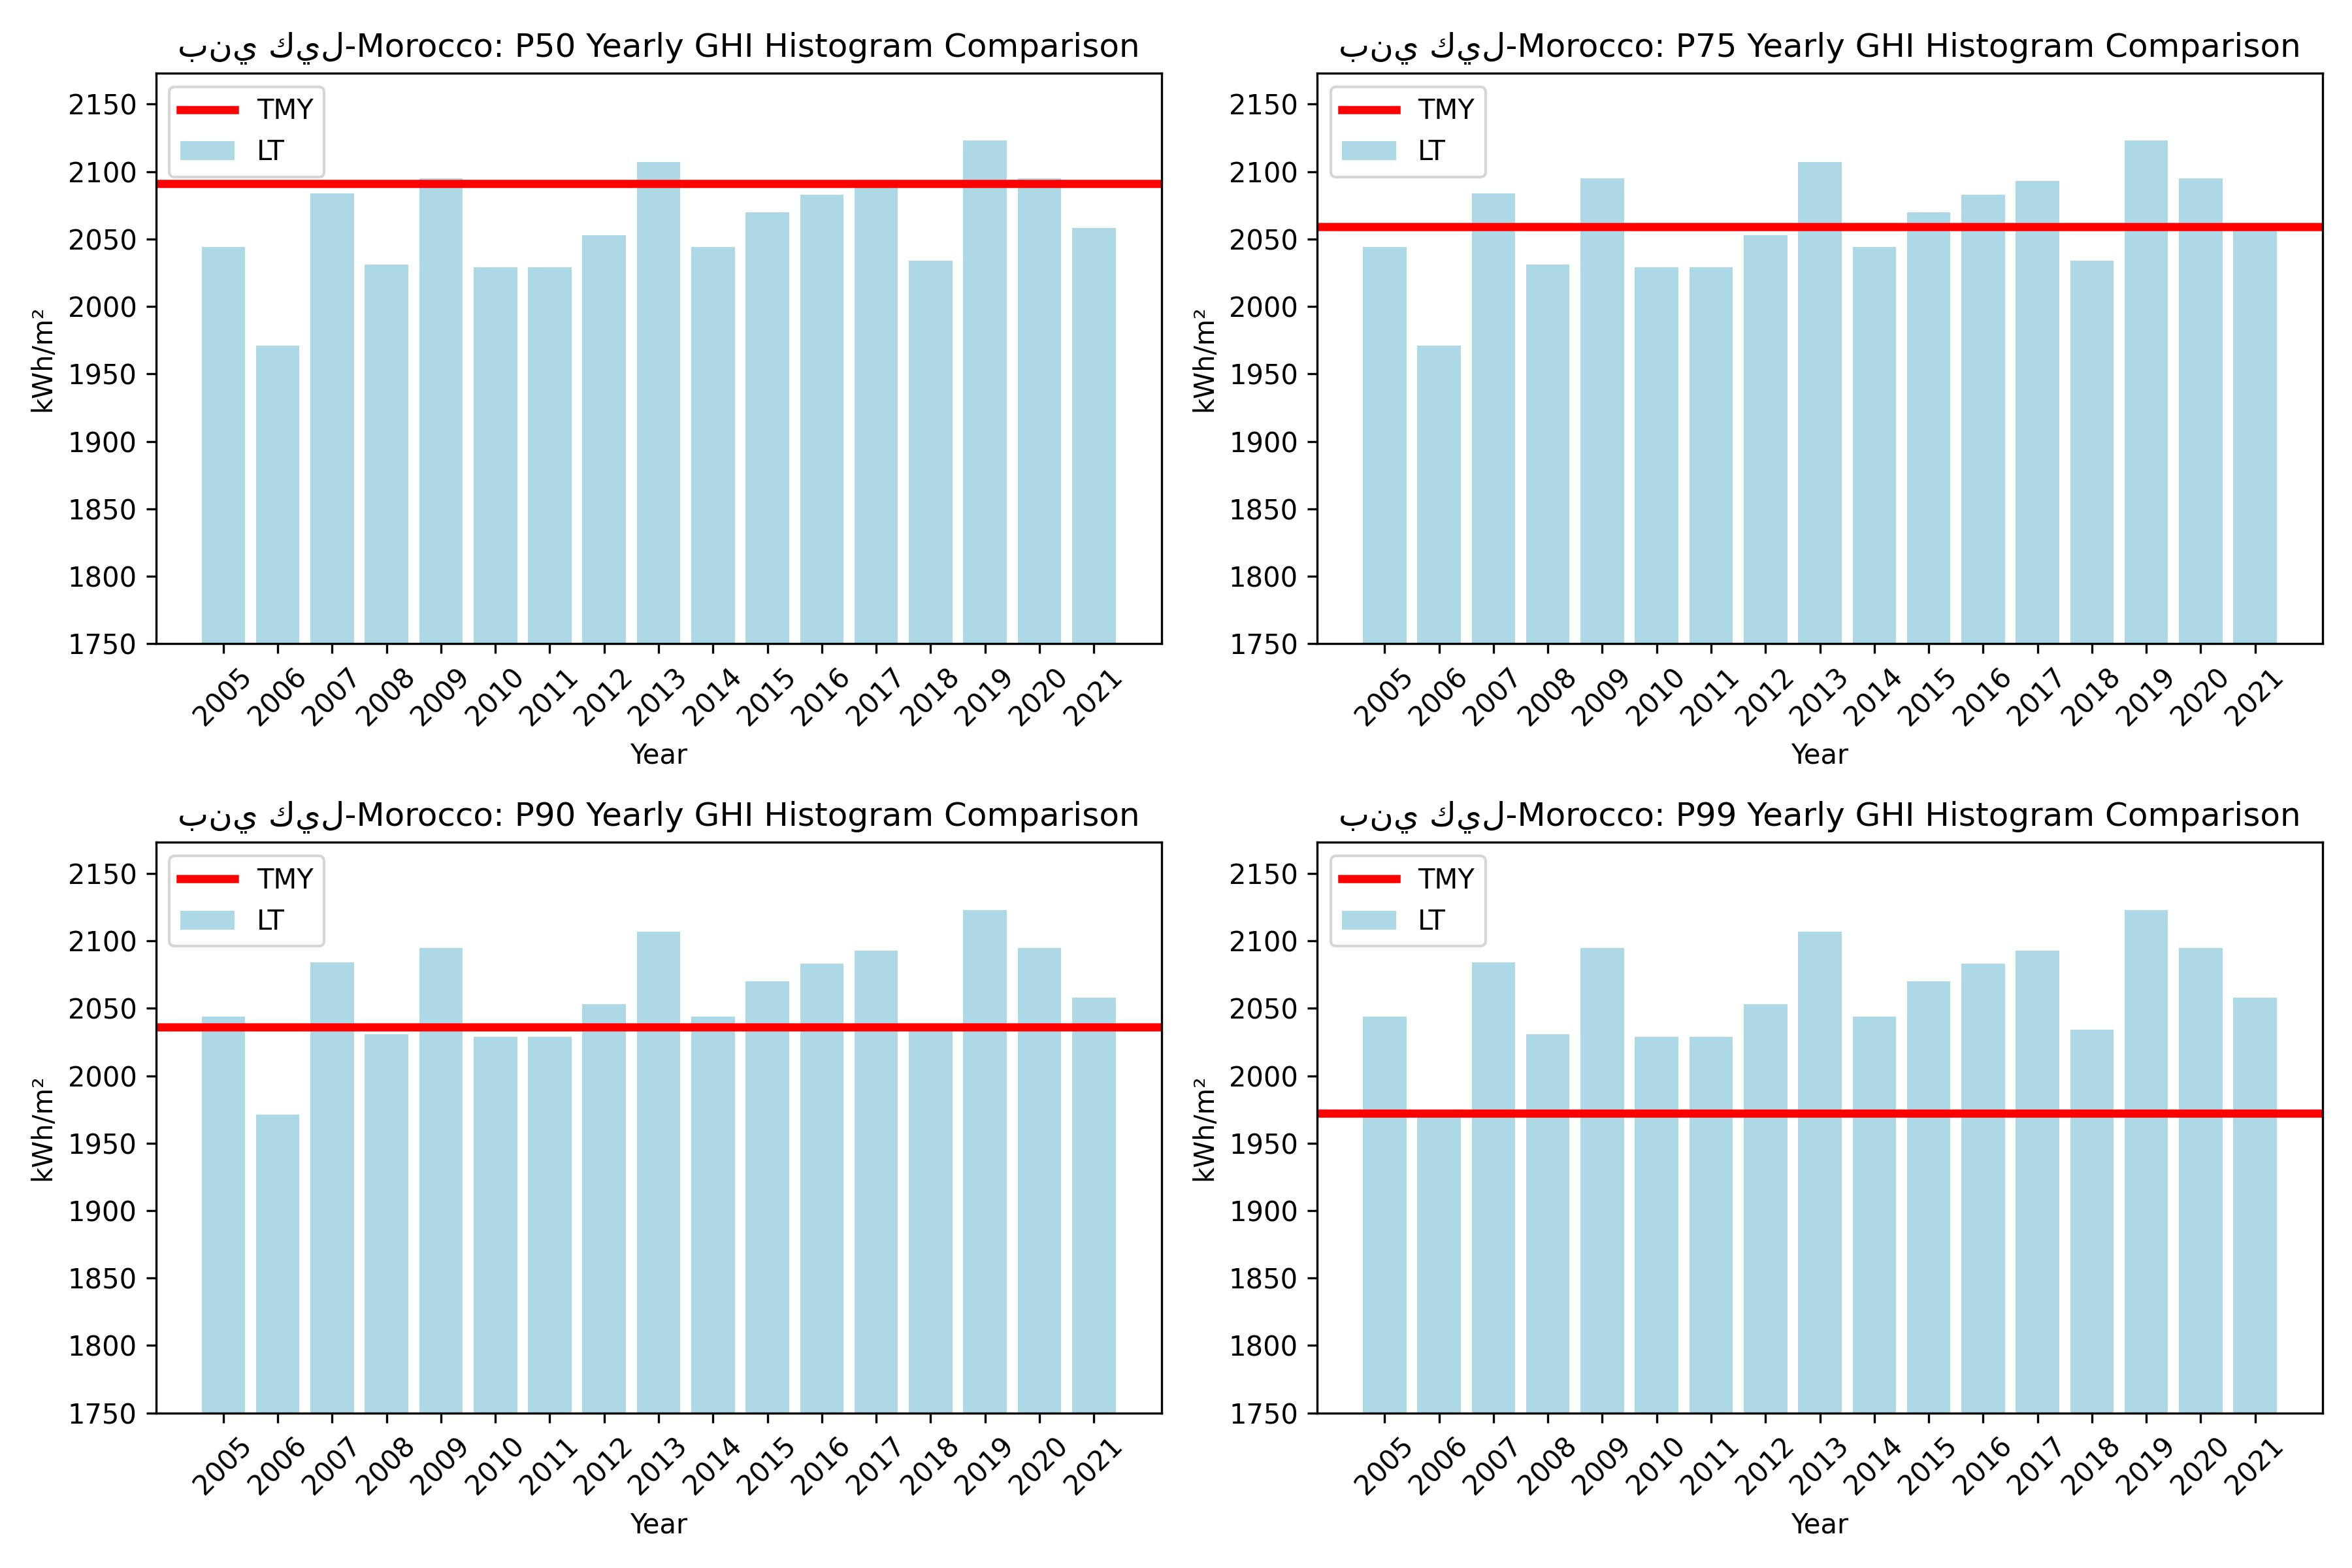 بني كيل-Morocco: P50 Yearly GHI Histogram Comparison
TMY
LT
2150
2100
2050
2000
1950
1900
1850
1800
1750
kWh/m²
2005 2006 2007 2008 2009 2010 2011 2012 2013 2014 2015 2016 2017 2018 2019 2020 2021
Year
بني كيل-Morocco: P75 Yearly GHI Histogram Comparison
TMY
LT
2150
2100
2050
2000
1950
1900
1850
1800
1750
kWh/m²
2005 2006 2007 2008 2009 2010 2011 2012 2013 2014 2015 2016 2017 2018 2019 2020 2021
Year
بني كيل-Morocco: P90 Yearly GHI Histogram Comparison
TMY
LT
2150
2100
2050
2000
1950
1900
1850
1800
1750
kWh/m²
2005 2006 2007 2008 2009 2010 2011 2012 2013 2014 2015 2016 2017 2018 2019 2020 2021
Year
بني كيل-Morocco: P99 Yearly GHI Histogram Comparison
TMY
LT
2150
2100
2050
2000
1950
1900
1850
1800
1750
kWh/m²
2005 2006 2007 2008 2009 2010 2011 2012 2013 2014 2015 2016 2017 2018 2019 2020 2021
Year